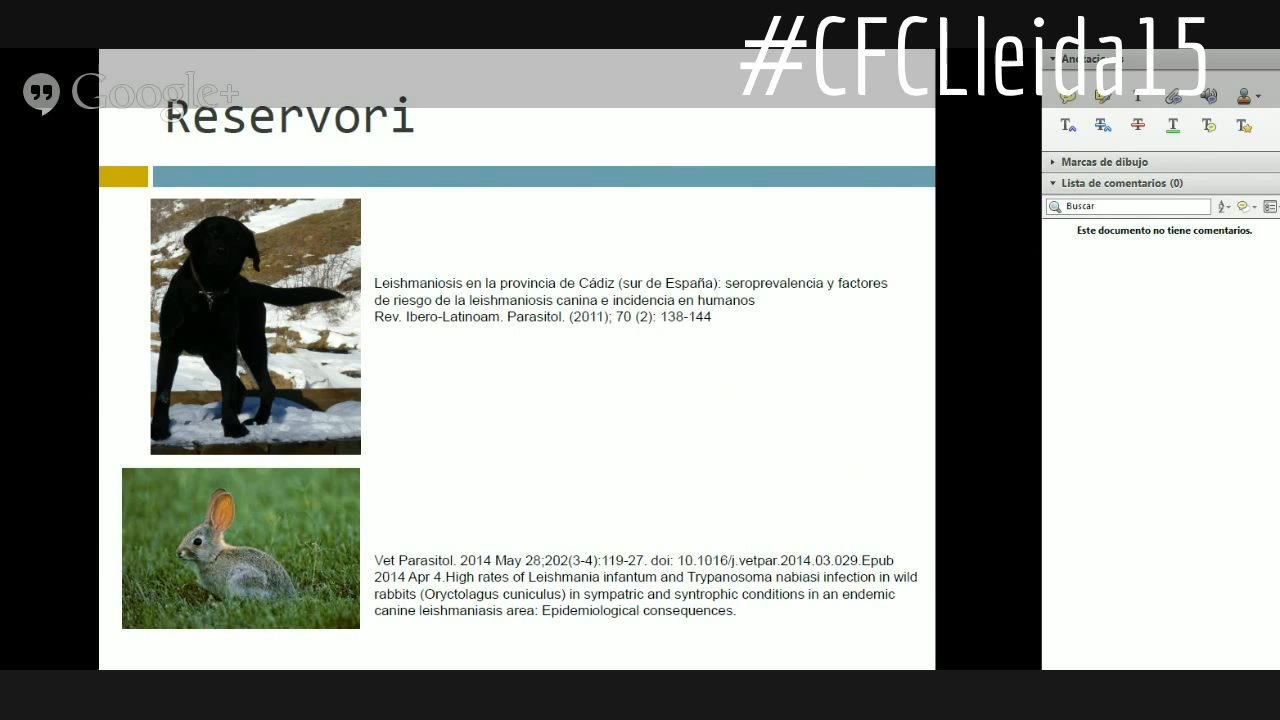 #CFCLleida15
Google+
Reservori
Leishmaniosis en la provincia de Cádiz (sur de España): seroprevalencia y factores
de riesgo de la leishmaniosis canina e incidencia en humanos
Rev. Ibero-Latinoam. Parasitol. (2011); 70 (2): 138-144
Vet Parasitol. 2014 May 28;202(3-4):119-27. doi: 10.1016/j.vetpar.2014.03.029.Epub
2014 Apr 4.High rates of Leishmania infantum and Trypanosoma nabiasi infection in wild
rabbits (Oryctolagus cuniculus) in sympatric and syntrophic conditions in an endemic
canine leishmaniasis area: Epidemiological consequences.
Anotaciones
Marcas de dibujo
Lista de comentarios (0)
Buscar
Este documento no tiene comentarios.